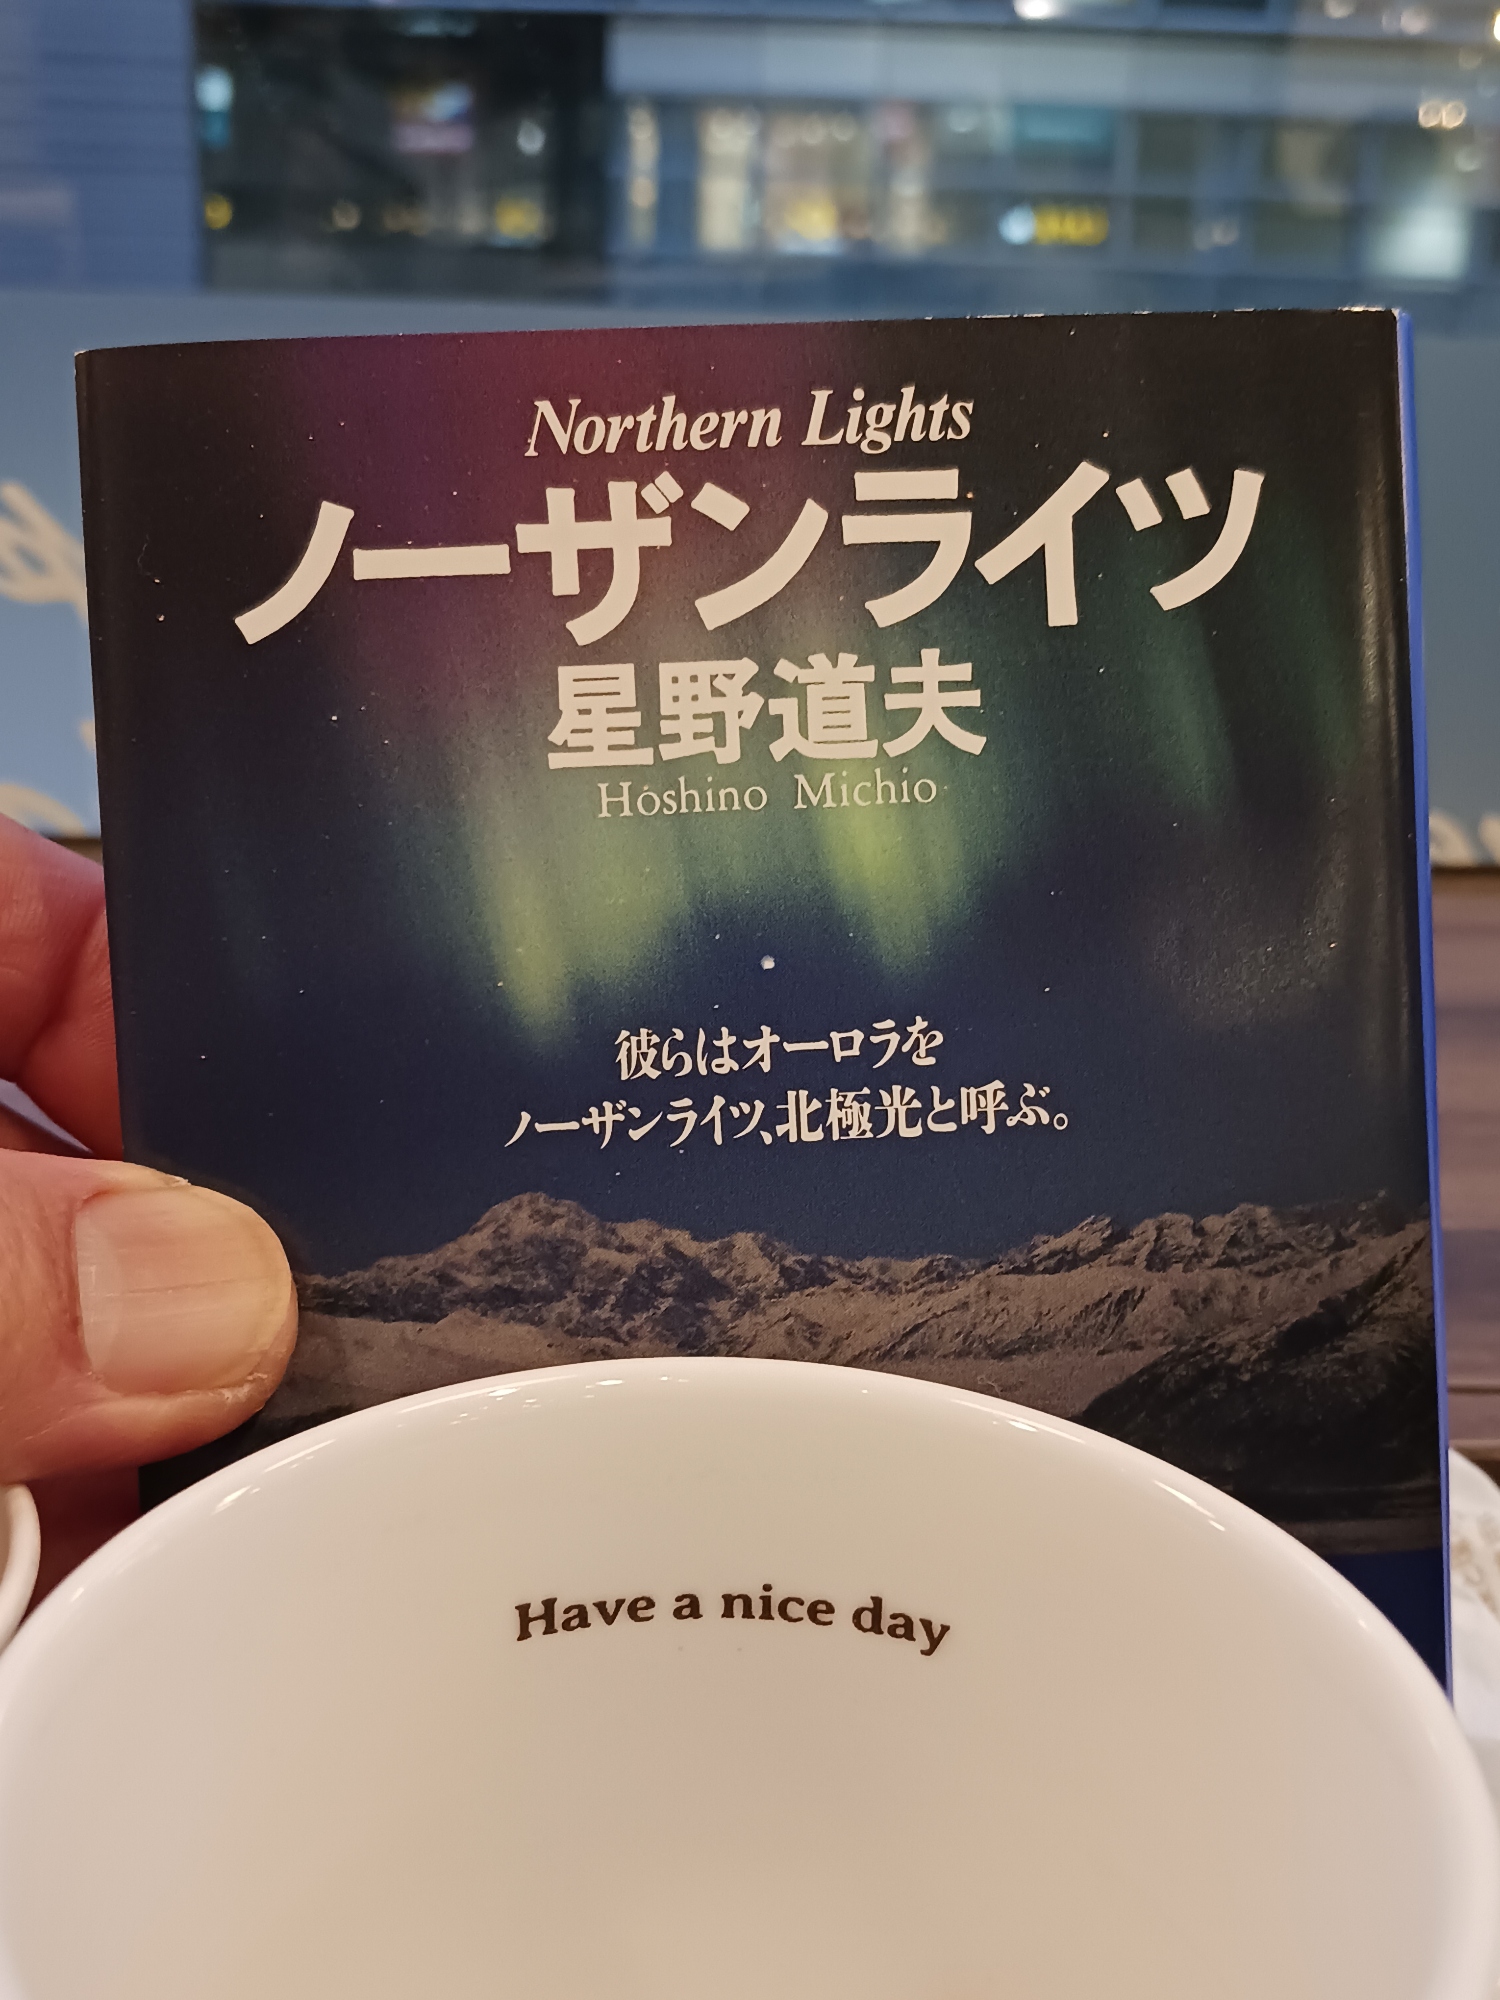 Northern Lights
ノーザンライツ
星野道夫
Hoshino Michio
彼らはオーロラを
ノーザンライツ、北極光と呼ぶ。
Have a nice day